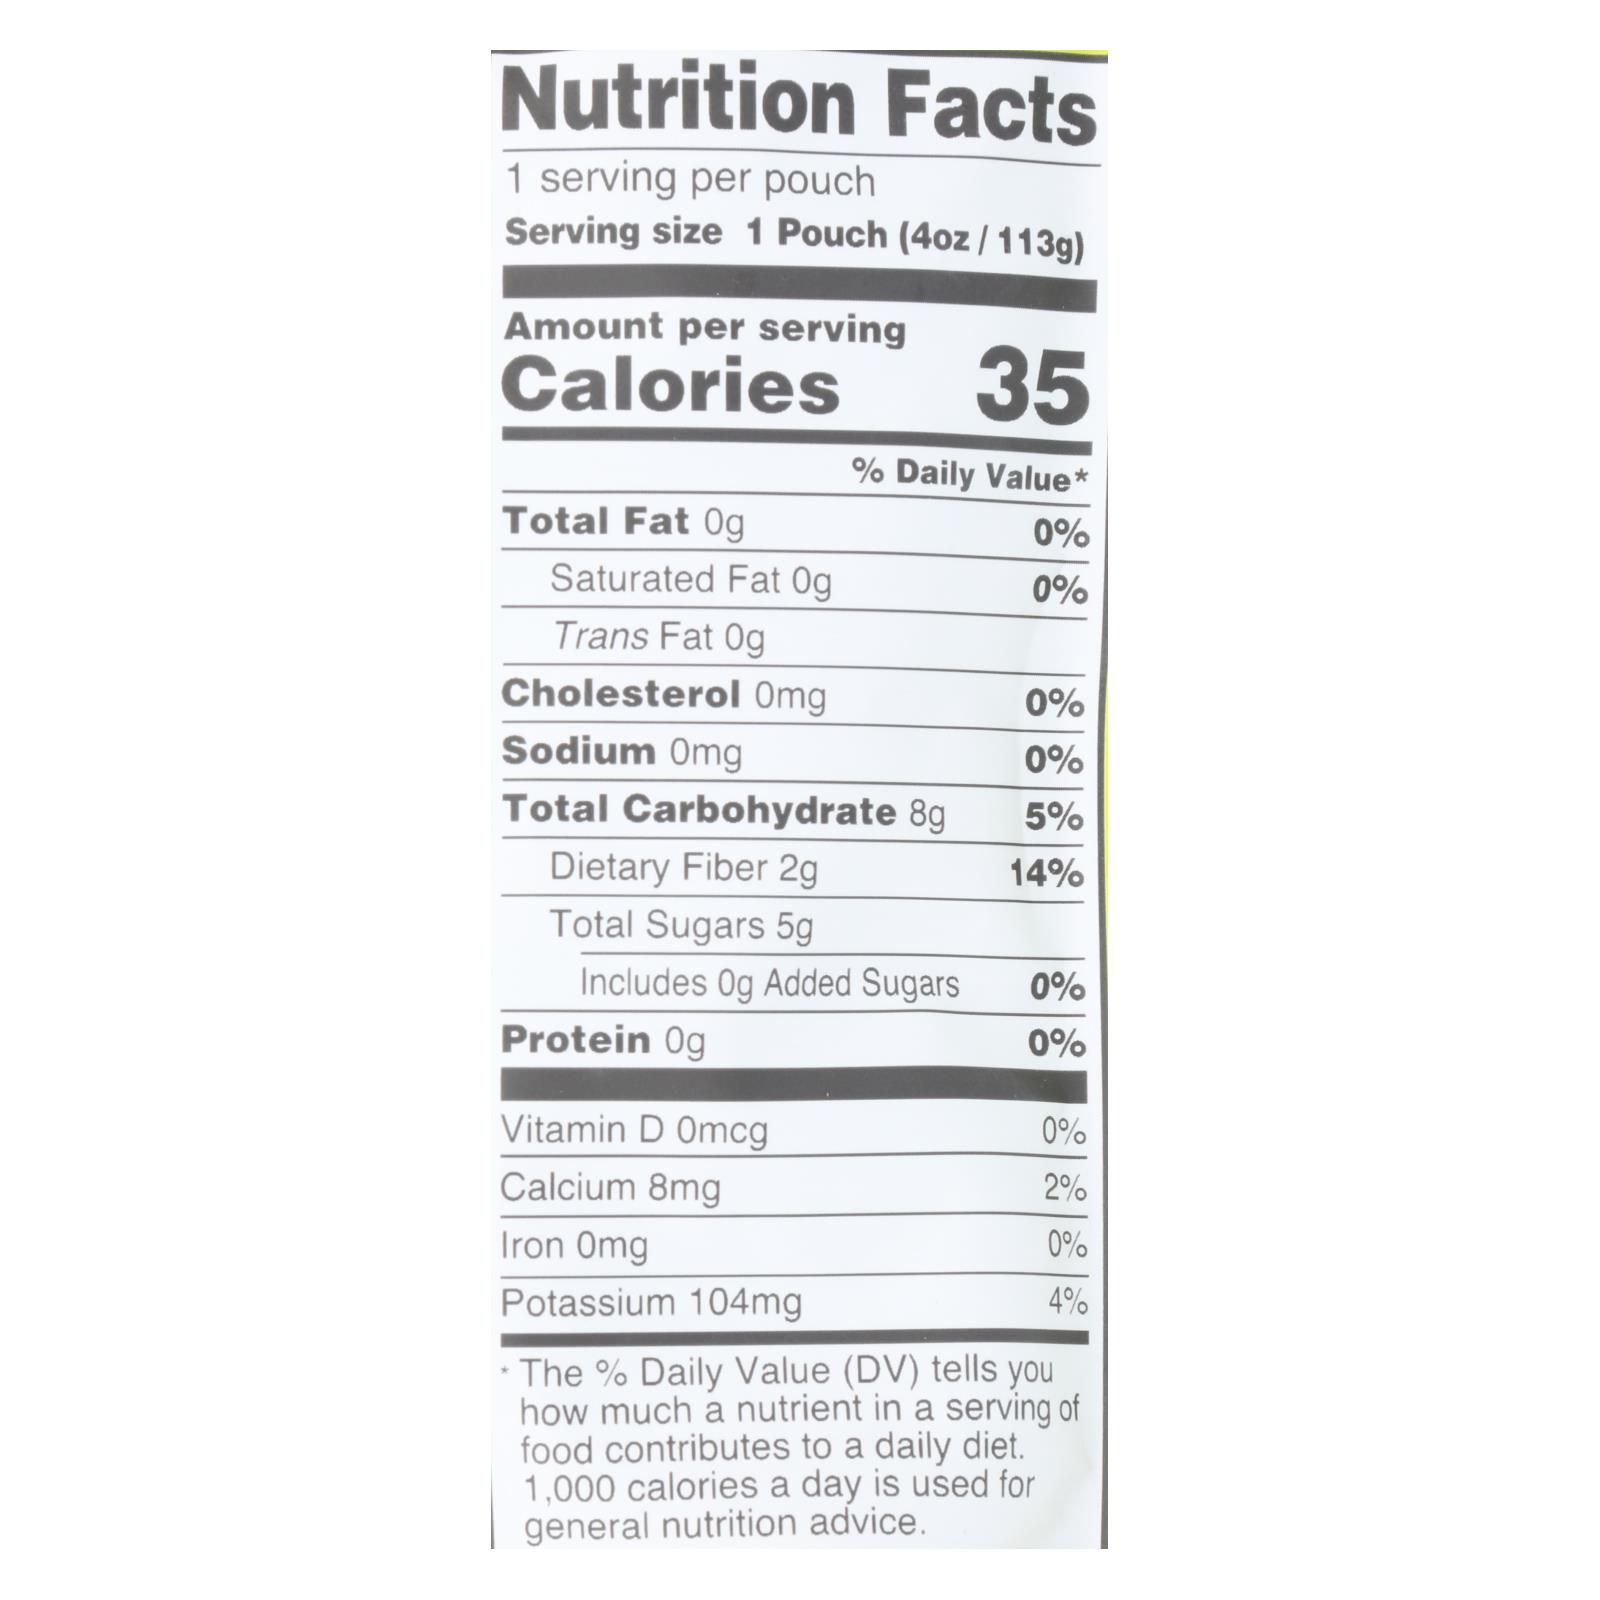 Nutrition Facts
1 serving per pouch
Serving size 1 Pouch (4oz / 113g)
Amount per serving
Calories 35
% Daily Value*
Total Fat 0g 0%
Saturated Fat 0g 0%
Trans Fat 0g
Cholesterol 0mg 0%
Sodium 0mg 0%
Total Carbohydrate 8g 5%
Dietary Fiber 2g 14%
Total Sugars 5g
Includes 0g Added Sugars 0%
Protein 0g 0%
Vitamin D 0mcg 0%
Calcium 8mg 2%
Iron 0mg 0%
Potassium 104mg 4%
* The % Daily Value (DV) tells you
how much a nutrient in a serving of
food contributes to a daily diet.
1,000 calories a day is used for
general nutrition advice.